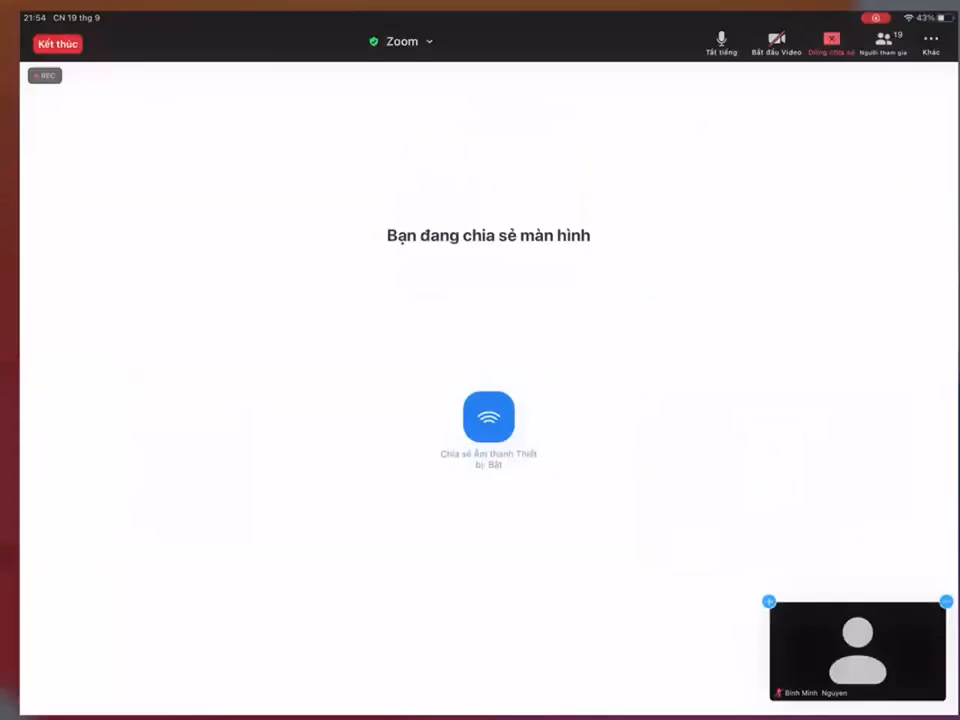 21:54 CN 19 thg 9
43%
Kết thúc
Zoom
Tắt tiếng
Bắt đầu Video
Dừng chia sẻ
19
Người tham gia
Khác
REC
Bạn đang chia sẻ màn hình
Chia sẻ Âm thanh Thiết
bị: Bật
Binh Minh Nguyen